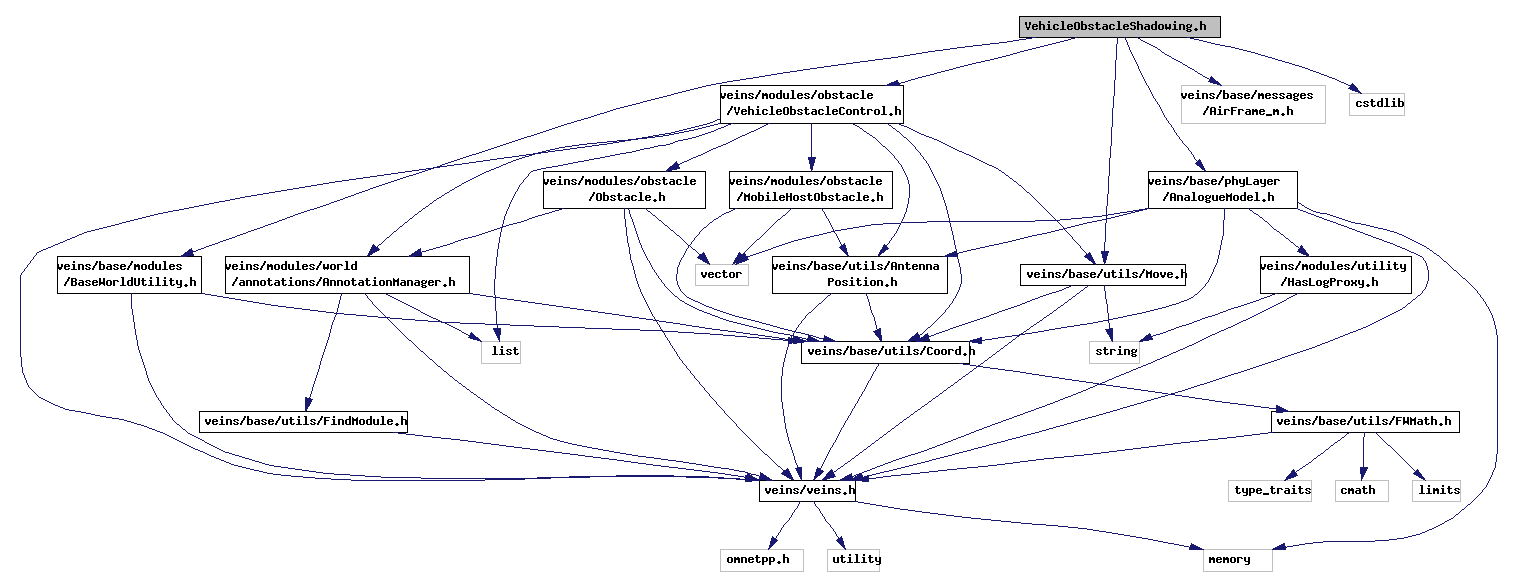 VehicleObstacleShadowing.h
veins/modules/obstacle
/VehicleObstacleControl.h
veins/base/messages
/AirFrame_m.h
cstdlib
veins/modules/obstacle
/Obstacle.h
veins/modules/obstacle
/MobileHostObstacle.h
veins/base/phyLayer
/AnalogueModel.h
veins/base/modules
/BaseWorldUtility.h
veins/modules/world
/annotations/AnnotationManager.h
vector
veins/base/utils/Antenna
Position.h
veins/base/utils/Move.h
veins/modules/utility
/HasLogProxy.h
list
veins/base/utils/Coord.h
string
veins/base/utils/FindModule.h
veins/base/utils/FWMath.h
veins/veins.h
type_traits
cmath
limits
omnetpp.h
utility
memory